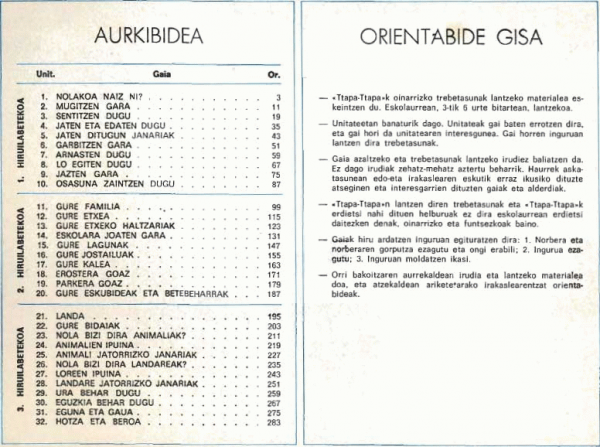 AURKIBIDEA
Unit. Gaia Or.
1. HIRUILABETEKOA
1. NOLAKOA NAIZ NI? . . . 3
2. MUGITZEN GARA . . . 11
3. SENTITZEN DUGU . . . 19
4. JATEN ETA EDATEN DUGU . . . 35
5. JATEN DITUGUN JANARIAK . . . 43
6. GARBITZEN GARA . . . 51
7. ARNASTEN DUGU . . . 59
8. LO EGITEN DUGU . . . 67
9. JAZTEN GARA . . . 75
10. OSASUNA ZAINTZEN DUGU . . . 87
2. HIRUILABETEKOA
11. GURE FAMILIA . . . 99
12. GURE ETXEA . . . 115
13. GURE ETXEKO HALTZARIAK . . . 123
14. ESKOLARA JOATEN GARA . . . 131
15. GURE LAGUNAK . . . 147
16. GURE JOSTAILUAK . . . 155
17. GURE KALEA . . . 163
18. EROSTERA GOAZ . . . 171
19. PARKERA GOAZ . . . 179
20. GURE ESKUBIDEAK ETA BETEBEHARRAK . . . 187
3. HIRUILABETEKOA
21. LANDA . . . 195
22. GURE BIDAIAK . . . 203
23. NOLA BIZI DIRA ANIMALIAK? . . . 211
24. ANIMALIEN IPUINA . . . 219
25. ANIMALI JATORRIZKO JANARIAK . . . 227
26. NOLA BIZI DIRA LANDAREAK? . . . 235
27. LOREEN IPUINA . . . 243
28. LANDARE JATORRIZKO JANARIAK . . . 251
29. URA BEHAR DUGU . . . 259
30. EGUZKIA BEHAR DUGU . . . 267
31. EGUNA ETA GAUA . . . 275
32. HOTZA ETA BEROA . . . 283
ORIENTABIDE GISA
— «Ttapa-Ttapa»k oinarrizko trebetasunak lantzeko materialea es-
keintzen du. Eskolaurrean, 3-tik 6 urte bitartean, lantzekoa.
— Unitateetan banaturik dago. Unitateak gai baten errotzen dira,
eta gai hori da unitatearen interesgunea. Gai horren inguruan
lantzen dira trebetasunak.
— Gaia azaltzeko eta trebetasunak lantzeko irudiez baliatzen da.
Ez dago irudiak zehatz-mehatz aztertu beharrik. Haurrek aska-
tasunean edo-eta irakaslearen eskutik erraz ikusiko dituzte
atseginen eta interesgarrien dituzten gaiak eta alderdiak.
— «Ttapa-Ttapa»n lantzen diren trebetasunak eta «Ttapa-Ttapa»k
erdietsi nahi dituen helburuak ez dira eskolaurrean erdietsi
daitezken denak, oinarrizko eta funtsezkoak baino.
— Gaiak hiru ardatzen inguruan egituratzen dira: 1. Norbera eta
norberaren gorputza ezagutu eta ongi erabili; 2. Ingurua eza-
gutu; 3. Inguruan moldatzen ikasi.
— Orri bakoitzaren aurrekaldean irudia eta lantzeko materialea
doa, eta atzekaldean ariketetarako irakaslearentzat orienta-
bideak.